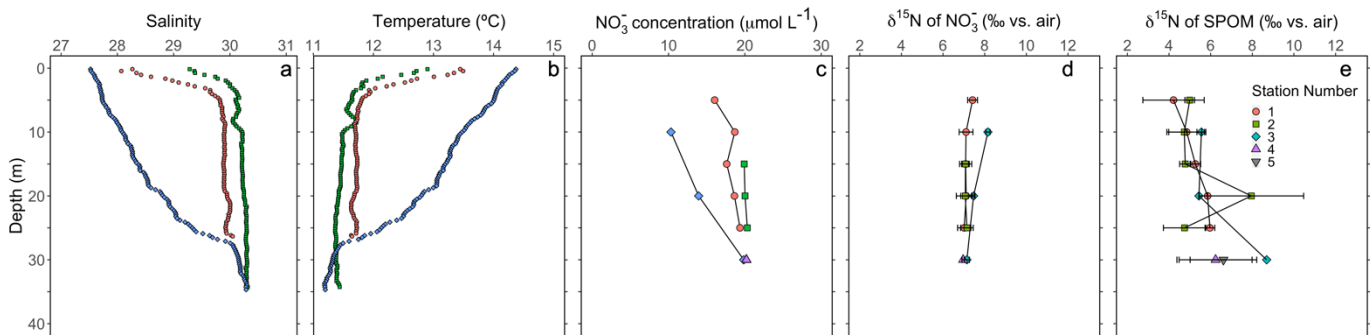 Salinity
27 28 29 30 31
a
Temperature (ºC)
11 12 13 14 15
b
NO₃⁻ concentration (μmol L⁻¹)
0 10 20 30
c
δ¹⁵N of NO₃⁻ (‰ vs. air)
2 4 6 8 10 12
d
δ¹⁵N of SPOM (‰ vs. air)
2 4 6 8 10 12
e
Station Number
1
2
3
4
5
Depth (m)
0
10
20
30
40